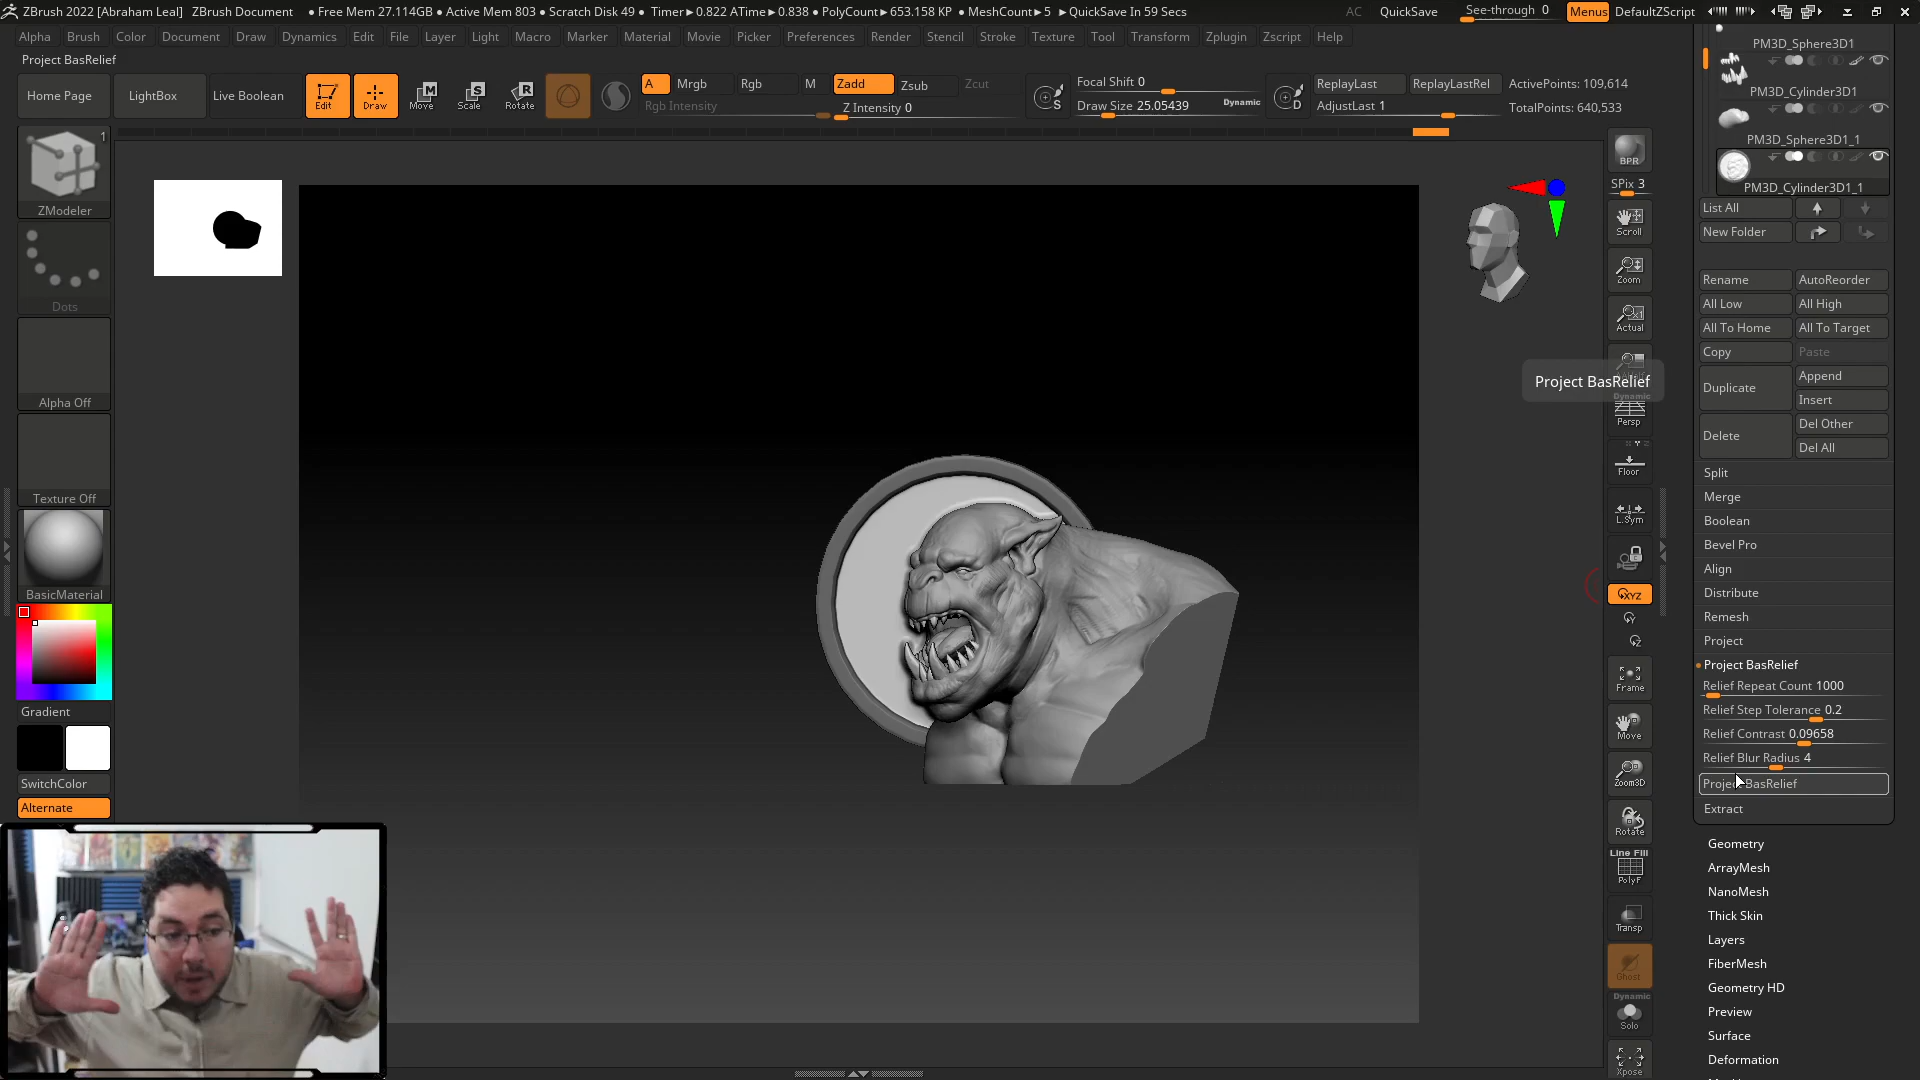 ZBrush 2022 [Abraham Leal] ZBrush Document • Free Mem 27.114GB • Active Mem 803 • Scratch Disk 49 • Timer▶0.822 ATime▶0.838 • PolyCount▶653.158 KP • MeshCount▶5 ▶QuickSave In 59 Secs AC QuickSave See-through 0 Menus DefaultZScript
Alpha Brush Color Document Draw Dynamics Edit File Layer Light Macro Marker Material Movie Picker Preferences Render Stencil Stroke Texture Tool Transform Zplugin Zscript Help
Project BasRelief
Home Page LightBox Live Boolean Edit Draw Move Scale Rotate
A Mrgb Rgb M Zadd Zsub Zcut
Rgb Intensity Z Intensity 0
Focal Shift 0
Draw Size 25.05439 Dynamic
S
D
ReplayLast ReplayLastRel
AdjustLast 1
ActivePoints: 109,614
TotalPoints: 640,533
1
ZModeler
Dots
Alpha Off
Texture Off
BasicMaterial
Gradient
SwitchColor
Alternate
BPR
SPix 3
Scroll
Zoom
Actual
Project BasRelief
Dynamic
Persp
Floor
L.Sym
XYZ
Y
Z
Frame
Move
Zoom3D
Rotate
Line Fill
PolyF
Transp
Ghost
Dynamic
Solo
Xpose
PM3D_Sphere3D1
PM3D_Cylinder3D1
PM3D_Sphere3D1_1
PM3D_Cylinder3D1_1
List All
New Folder
Rename AutoReorder
All Low All High
All To Home All To Target
Copy Paste
Duplicate Append
Insert
Delete Del Other
Del All
Split
Merge
Boolean
Bevel Pro
Align
Distribute
Remesh
Project
Project BasRelief
Relief Repeat Count 1000
Relief Step Tolerance 0.2
Relief Contrast 0.09658
Relief Blur Radius 4
Project BasRelief
Extract
Geometry
ArrayMesh
NanoMesh
Thick Skin
Layers
FiberMesh
Geometry HD
Preview
Surface
Deformation